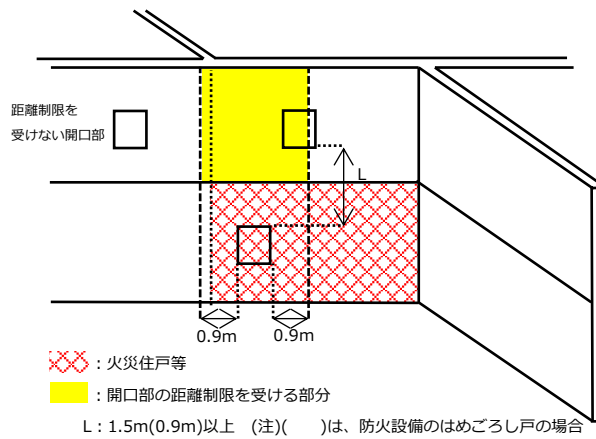 距離制限を
受けない開口部
L
0.9m 0.9m
：火災住戸等
：開口部の距離制限を受ける部分
L：1.5m(0.9m)以上　(注)(　　)は、防火設備のはめごろし戸の場合